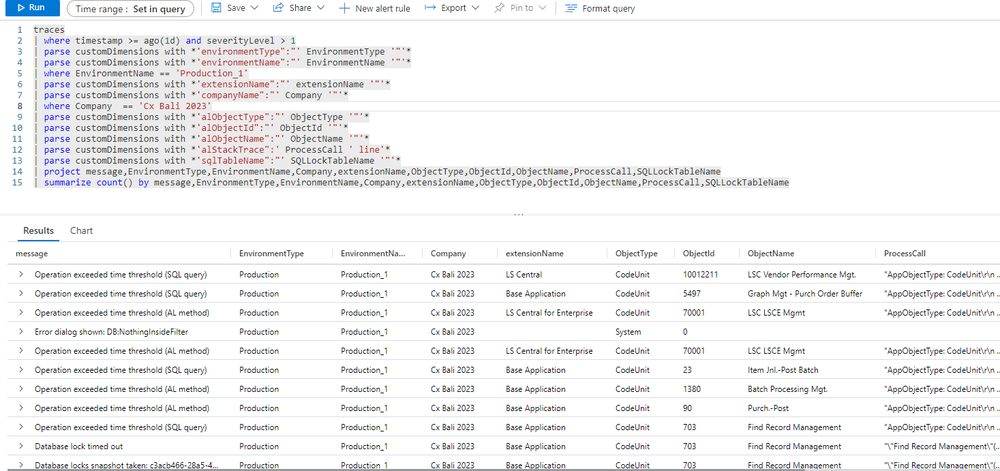 Run Time range : Set in query Save Share New alert rule Export Pin to Format query
1 traces
2 | where timestamp >= ago(1d) and severityLevel > 1
3 | parse customDimensions with *'environmentType":"' EnvironmentType '"'*
4 | parse customDimensions with *'environmentName":"' EnvironmentName '"'*
5 | where EnvironmentName == 'Production_1'
6 | parse customDimensions with *'extensionName":"' extensionName '"'*
7 | parse customDimensions with *'companyName":"' Company '"'*
8 | where Company  == 'Cx Bali 2023'
9 | parse customDimensions with *'alObjectType":"' ObjectType '"'*
10 | parse customDimensions with *'alObjectId":"' ObjectId '"'*
11 | parse customDimensions with *'alObjectName":"' ObjectName '"'*
12 | parse customDimensions with *'alStackTrace":' ProcessCall ' line'*
13 | parse customDimensions with *'sqlTableName":"' SQLLockTableName '"'*
14 | project message,EnvironmentType,EnvironmentName,Company,extensionName,ObjectType,ObjectId,ObjectName,ProcessCall,SQLLockTableName
15 | summarize count() by message,EnvironmentType,EnvironmentName,Company,extensionName,ObjectType,ObjectId,ObjectName,ProcessCall,SQLLockTableName
Results Chart
message EnvironmentType EnvironmentNa... Company extensionName ObjectType ObjectId ObjectName ProcessCall
Operation exceeded time threshold (SQL query) Production Production_1 Cx Bali 2023 LS Central CodeUnit 10012211 LSC Vendor Performance Mgt. "AppObjectType: CodeUnit\r\n ...
Operation exceeded time threshold (SQL query) Production Production_1 Cx Bali 2023 Base Application CodeUnit 5497 Graph Mgt - Purch Order Buffer "AppObjectType: CodeUnit\r\n ...
Operation exceeded time threshold (AL method) Production Production_1 Cx Bali 2023 LS Central for Enterprise CodeUnit 70001 LSC LSCE Mgmt "AppObjectType: CodeUnit\r\n ...
Error dialog shown: DB:NothingInsideFilter Production Production_1 Cx Bali 2023 System 0
Operation exceeded time threshold (AL method) Production Production_1 Cx Bali 2023 LS Central for Enterprise CodeUnit 70001 LSC LSCE Mgmt "AppObjectType: CodeUnit\r\n ...
Operation exceeded time threshold (SQL query) Production Production_1 Cx Bali 2023 Base Application CodeUnit 23 Item Jnl.-Post Batch "AppObjectType: CodeUnit\r\n ...
Operation exceeded time threshold (AL method) Production Production_1 Cx Bali 2023 Base Application CodeUnit 1380 Batch Processing Mgt. "AppObjectType: CodeUnit\r\n ...
Operation exceeded time threshold (AL method) Production Production_1 Cx Bali 2023 Base Application CodeUnit 90 Purch.-Post "AppObjectType: CodeUnit\r\n ...
Operation exceeded time threshold (SQL query) Production Production_1 Cx Bali 2023 Base Application CodeUnit 703 Find Record Management "AppObjectType: CodeUnit\r\n ...
Database lock timed out Production Production_1 Cx Bali 2023 Base Application CodeUnit 703 Find Record Management "\"Find Record Management\"(...
Database locks snapshot taken: c3acb466-28a5-4... Production Production_1 Cx Bali 2023 Base Application CodeUnit 703 Find Record Management "\"Find Record Management\"(...